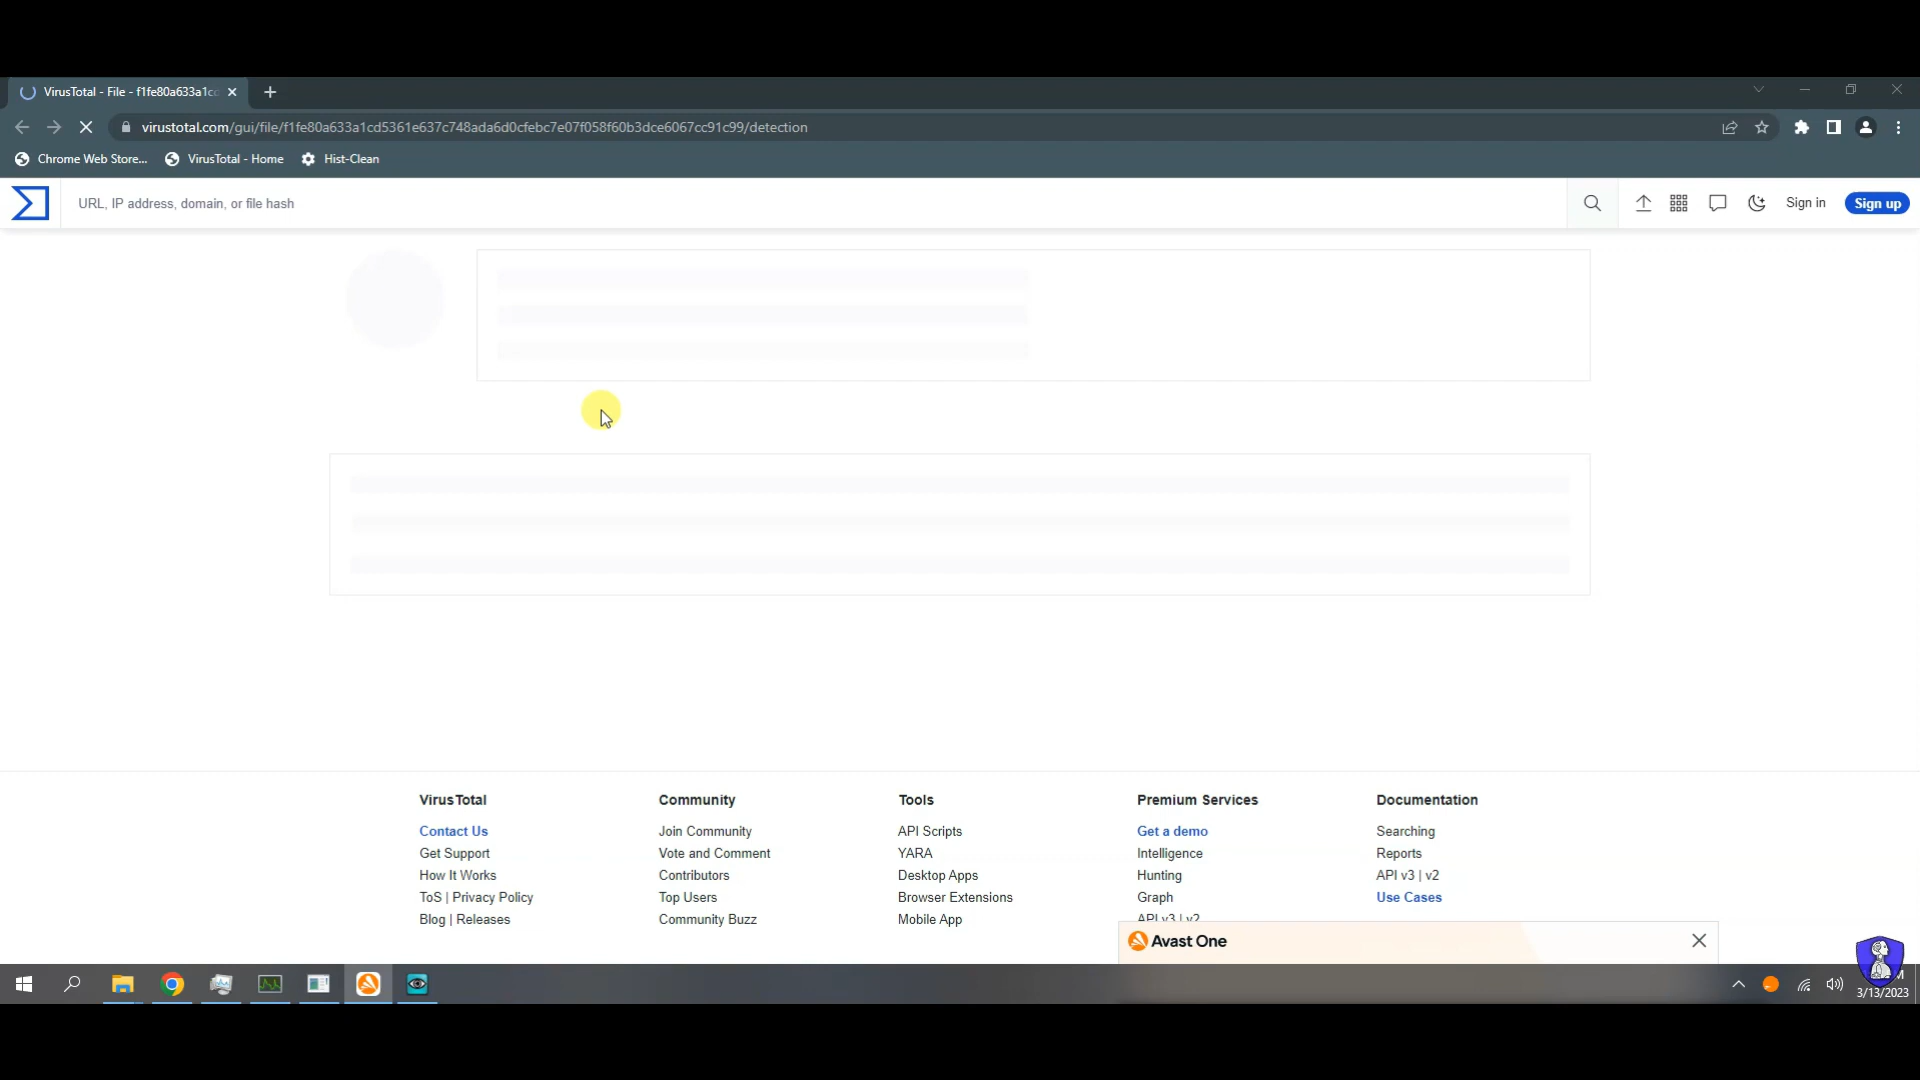 VirusTotal - File - f1fe80a633a1cd
virustotal.com/gui/file/f1fe80a633a1cd5361e637c748ada6d0cfebc7e07f058f60b3dce6067cc91c99/detection
Chrome Web Store... VirusTotal - Home Hist-Clean
URL, IP address, domain, or file hash
Sign in Sign up
VirusTotal
Contact Us
Get Support
How It Works
ToS | Privacy Policy
Blog | Releases
Community
Join Community
Vote and Comment
Contributors
Top Users
Community Buzz
Tools
API Scripts
YARA
Desktop Apps
Browser Extensions
Mobile App
Premium Services
Get a demo
Intelligence
Hunting
Graph
API v3 | v2
Documentation
Searching
Reports
API v3 | v2
Use Cases
Avast One
3/13/2023